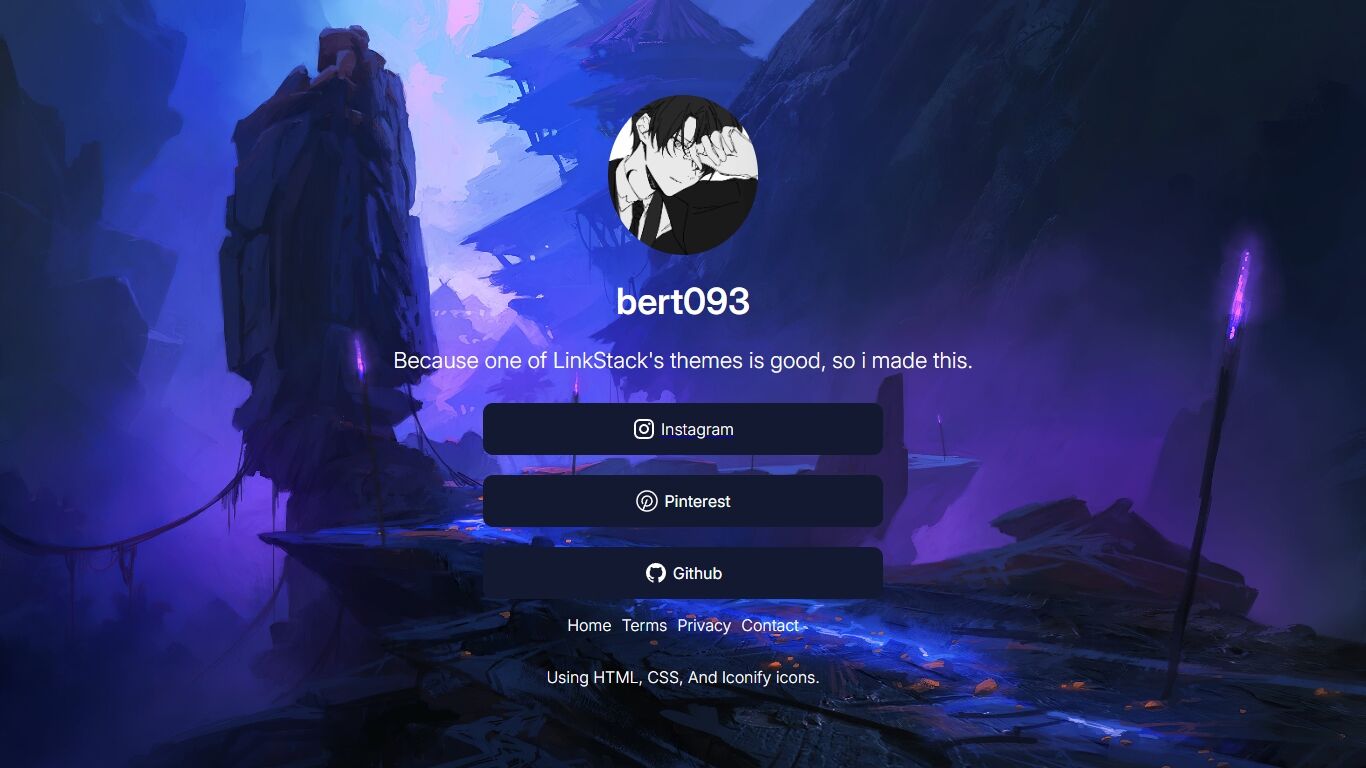 bert093
Because one of LinkStack's themes is good, so i made this.
Instagram
Pinterest
Github
Home Terms Privacy Contact
Using HTML, CSS, And Iconify icons.